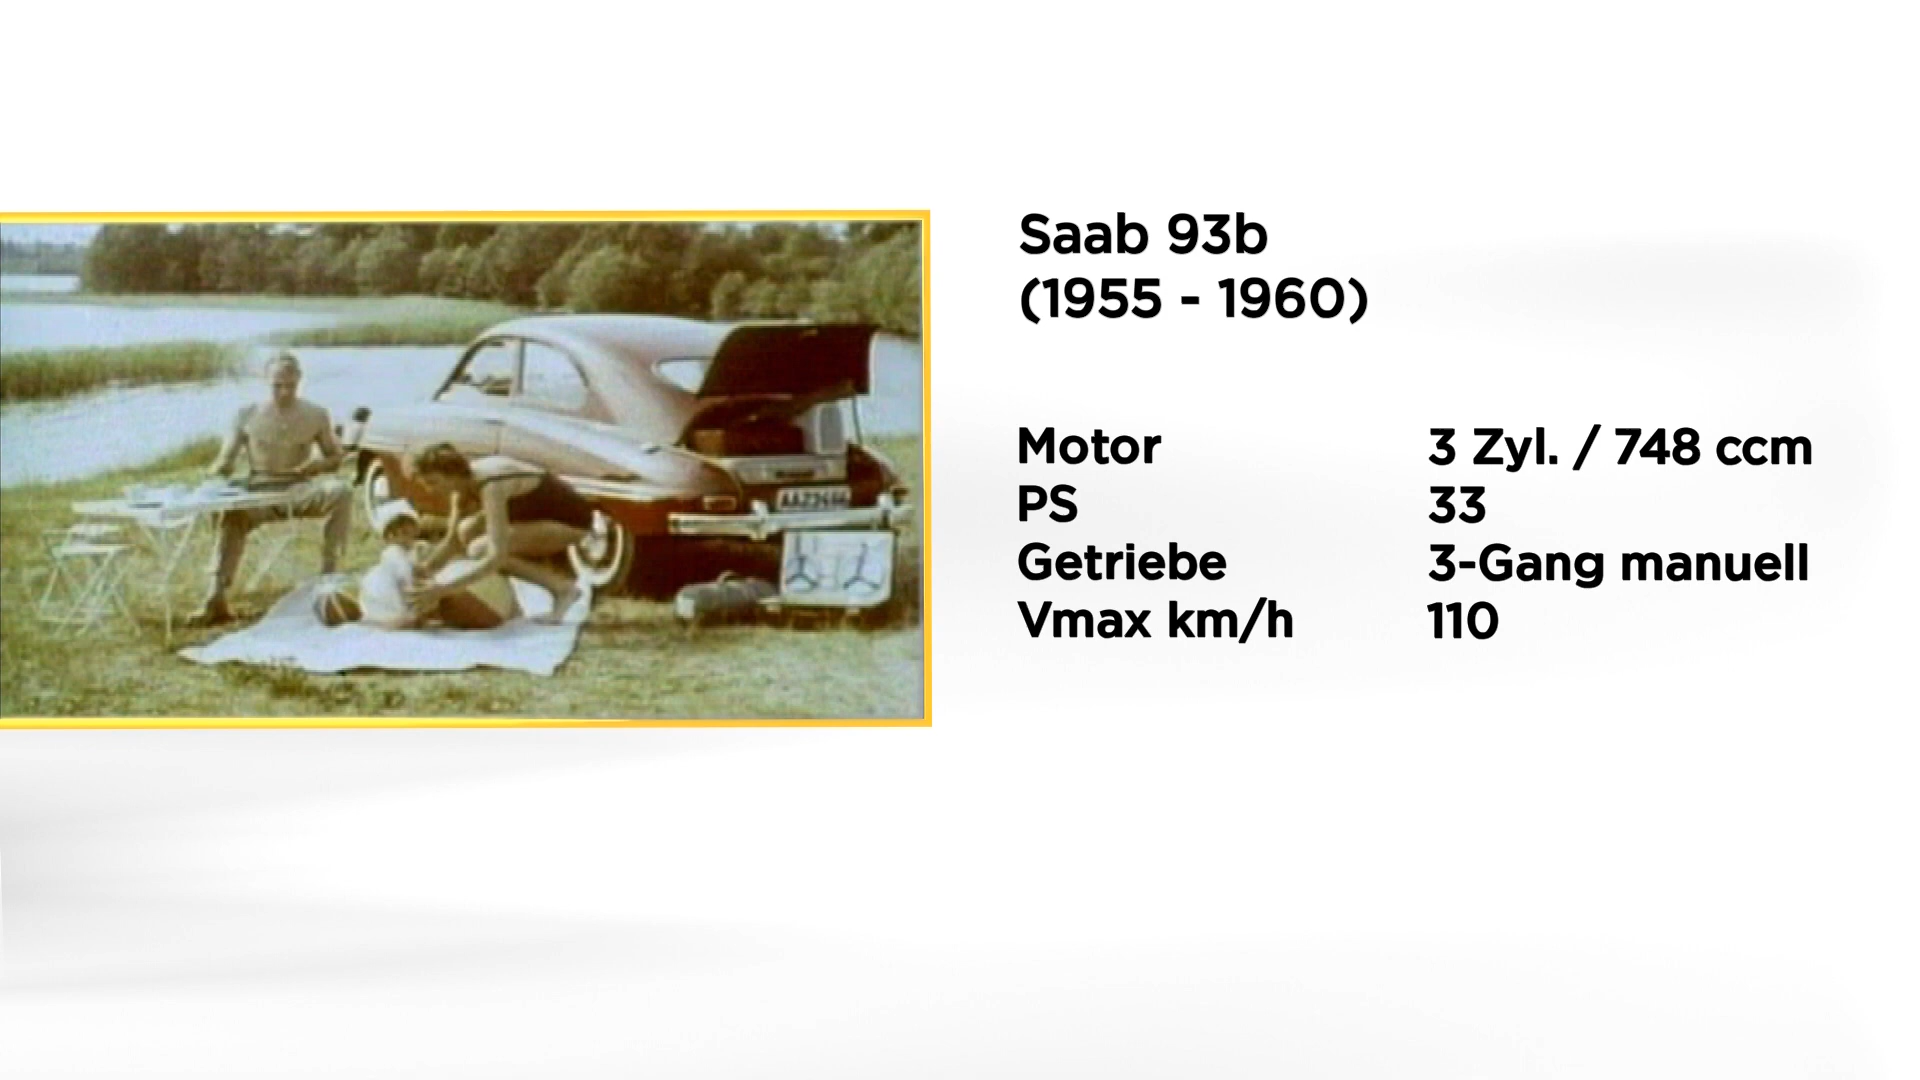 Saab 93b
(1955 - 1960)
Motor 3 Zyl. / 748 ccm
PS 33
Getriebe 3-Gang manuell
Vmax km/h 110